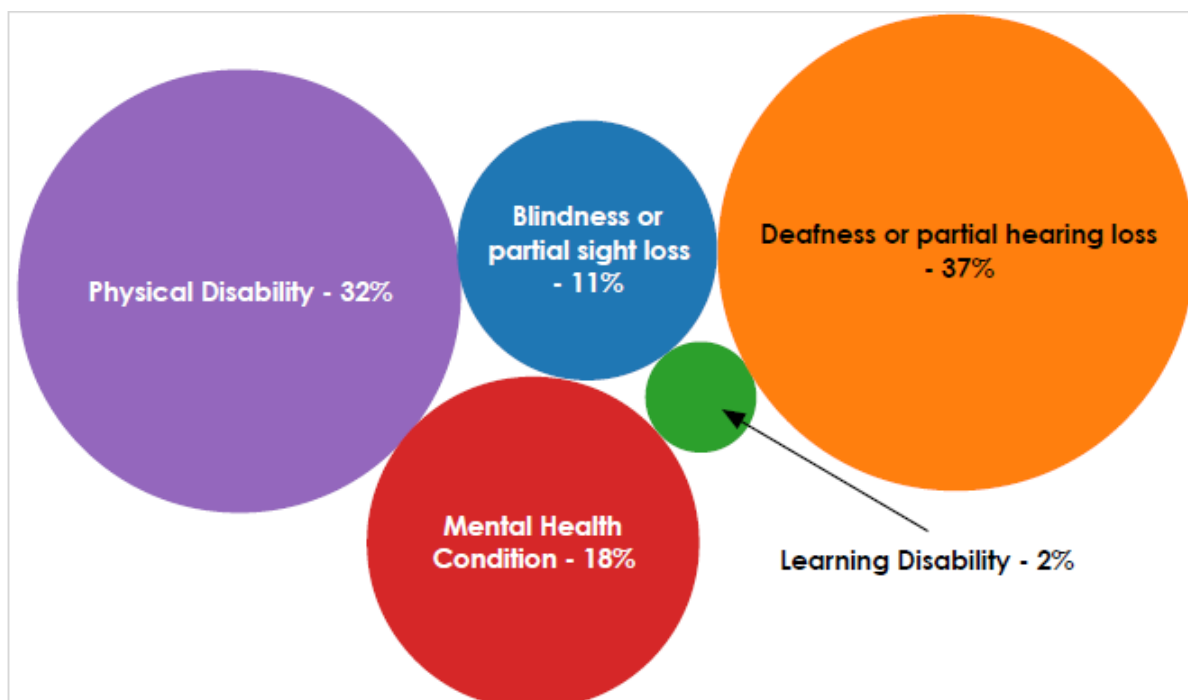 Physical Disability - 32%
Blindness or
partial sight loss
- 11%
Deafness or partial hearing loss
- 37%
Mental Health
Condition - 18%
Learning Disability - 2%